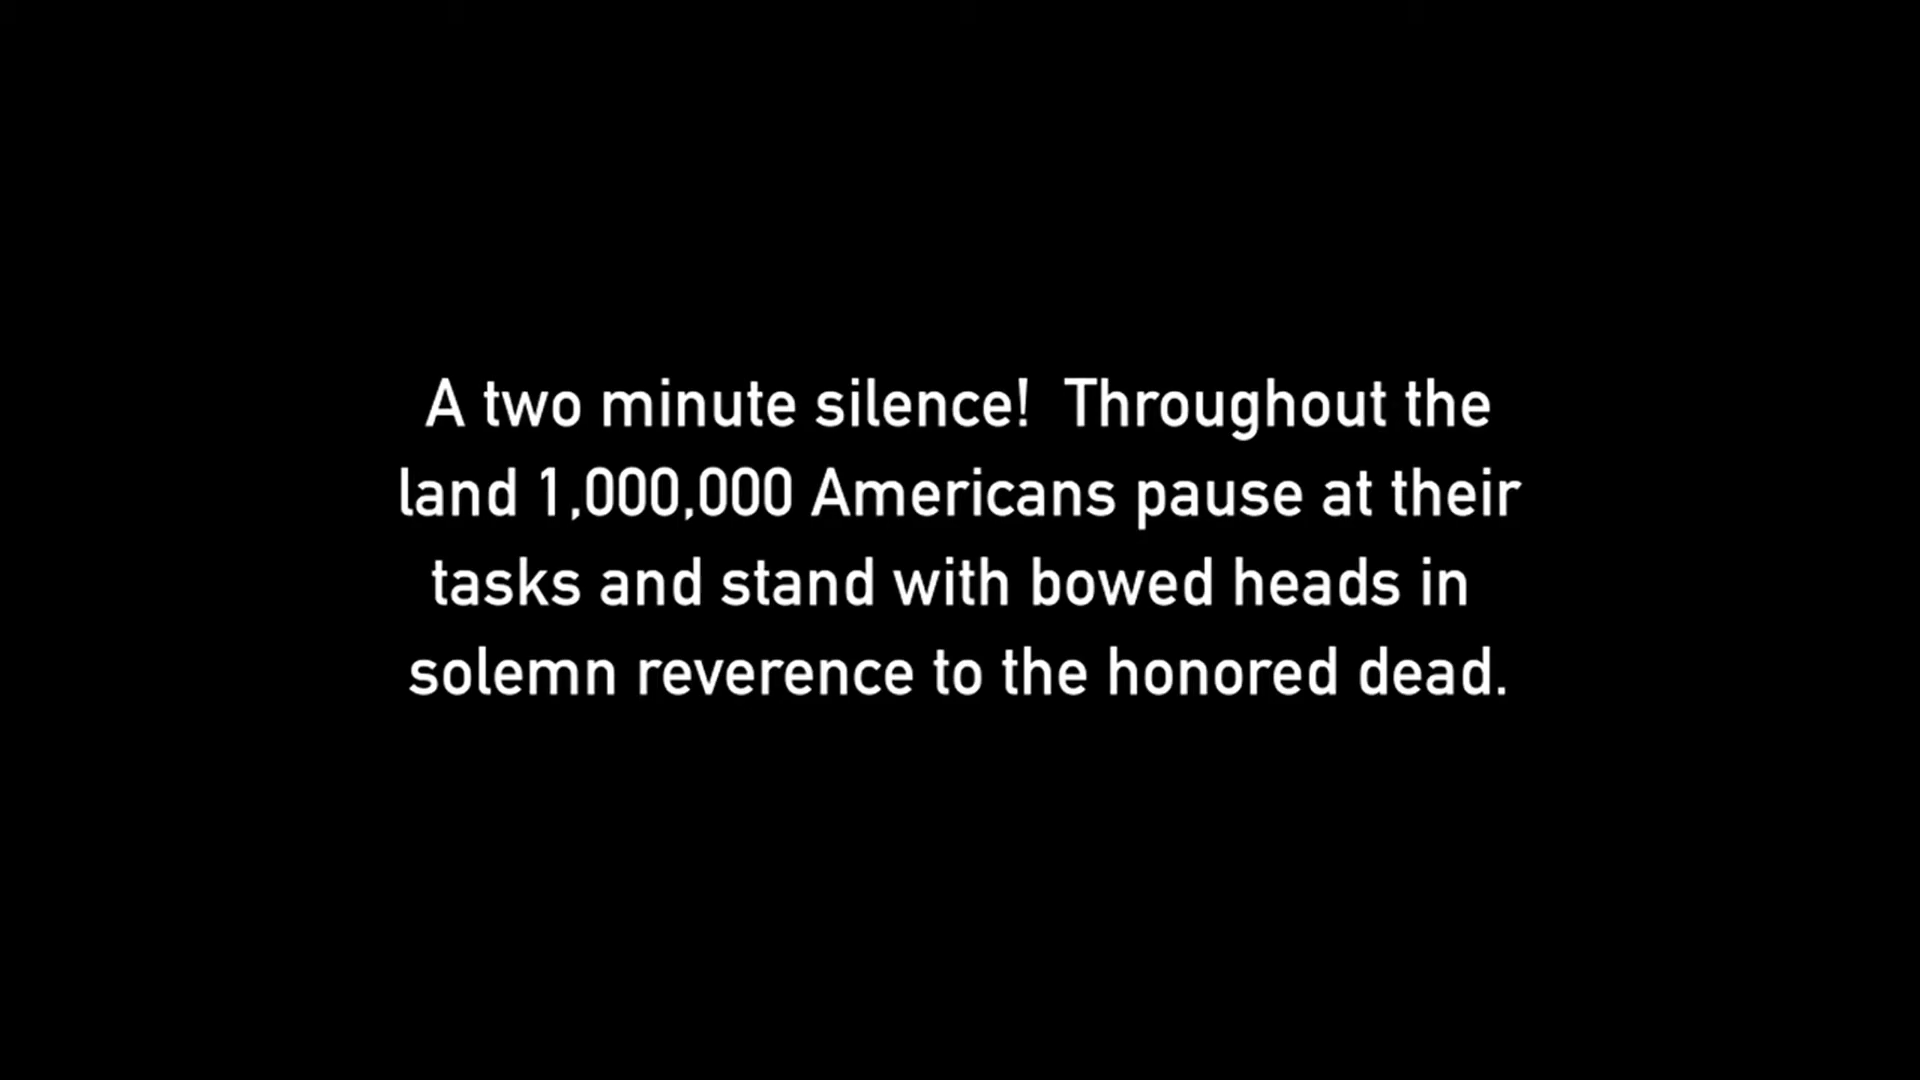 A two minute silence!  Throughout the
land 1,000,000 Americans pause at their
tasks and stand with bowed heads in
solemn reverence to the honored dead.